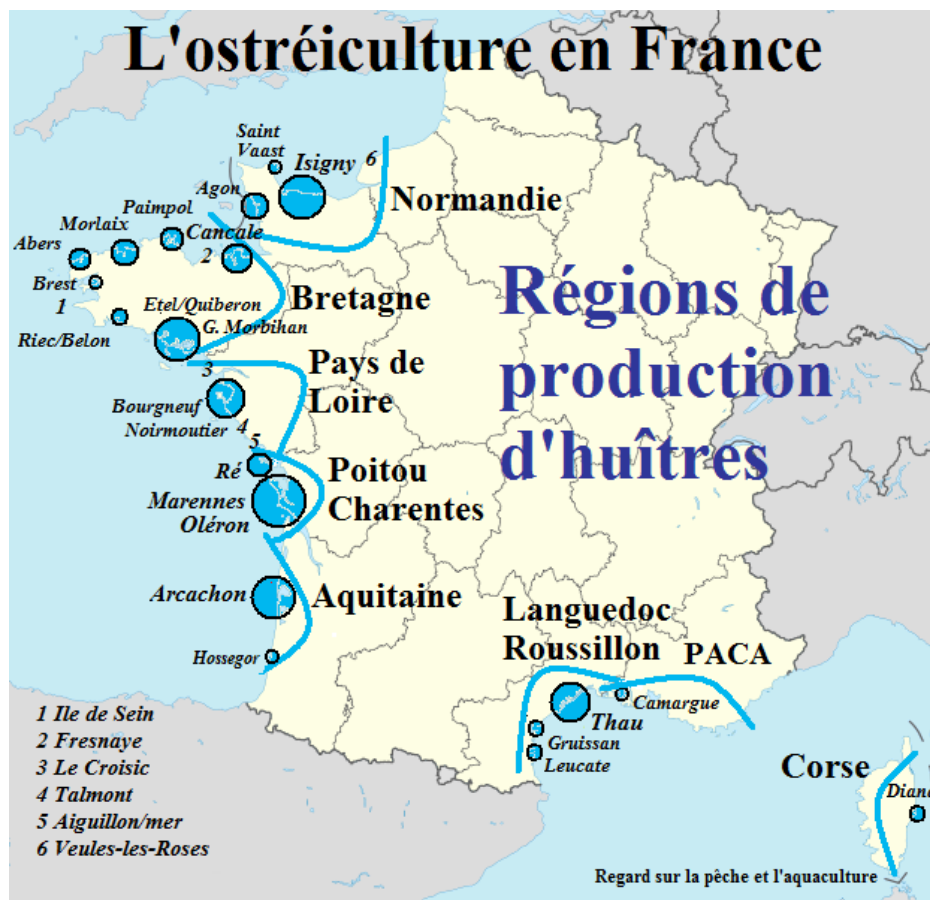 L'ostréiculture en France
Saint
Vaast
Isigny
6
Agon
Normandie
Paimpol
Morlaix
Cancale
Abers
2
Régions de
production
d'huîtres
Brest
1
Etel/Quiberon
Bretagne
Riec/Belon
G. Morbihan
3
Pays de
Loire
Bourgneuf
Noirmoutier
4
5
Ré
Poitou
Charentes
Marennes
Oléron
Arcachon
Aquitaine
Hossegor
Languedoc
Roussillon
PACA
Camargue
Thau
Gruissan
Leucate
1 Ile de Sein
2 Fresnaye
3 Le Croisic
4 Talmont
5 Aiguillon/mer
6 Veules-les-Roses
Corse
Regard sur la pêche et l'aquaculture